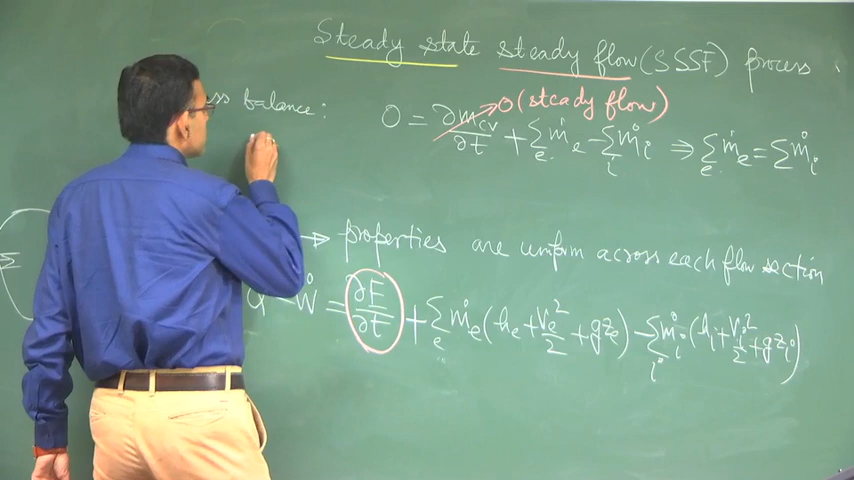 Steady state steady flow (SSSF) process
ss balance: 0 = ∂m_cv/∂t → 0 (steady flow) + Σ_e ṁ_e - Σ_i ṁ_i ⇒ Σ_e ṁ_e = Σ ṁ_i
→ properties are uniform across each flow section
Q - Ẇ = ∂E/∂t + Σ_e ṁ_e (h_e + V_e²/2 + gz_e) - Σ_i ṁ_i (h_i + V_i²/2 + gz_i)